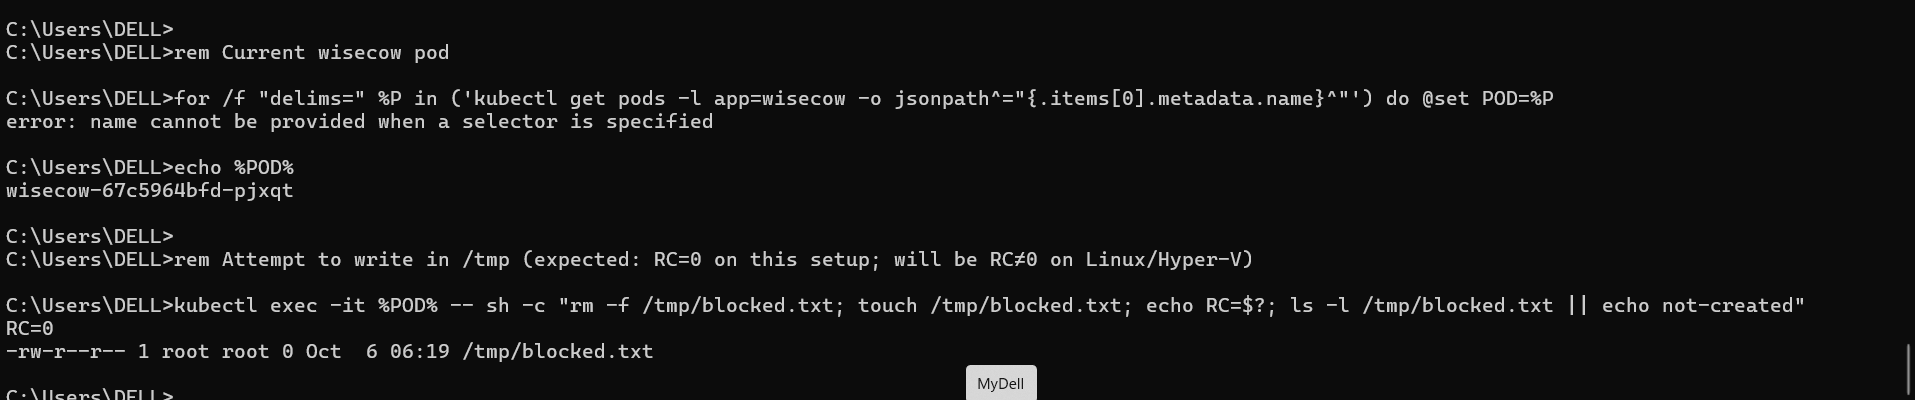 C:\Users\DELL>
C:\Users\DELL>rem Current wisecow pod
C:\Users\DELL>for /f "delims=" %P in ('kubectl get pods -l app=wisecow -o jsonpath^="{.items[0].metadata.name}^"') do @set POD=%P
error: name cannot be provided when a selector is specified
C:\Users\DELL>echo %POD%
wisecow-67c5964bfd-pjxqt
C:\Users\DELL>
C:\Users\DELL>rem Attempt to write in /tmp (expected: RC=0 on this setup; will be RC≠0 on Linux/Hyper-V)
C:\Users\DELL>kubectl exec -it %POD% -- sh -c "rm -f /tmp/blocked.txt; touch /tmp/blocked.txt; echo RC=$?; ls -l /tmp/blocked.txt || echo not-created"
RC=0
-rw-r--r-- 1 root root 0 Oct  6 06:19 /tmp/blocked.txt
MyDell
C:\Users\DELL>